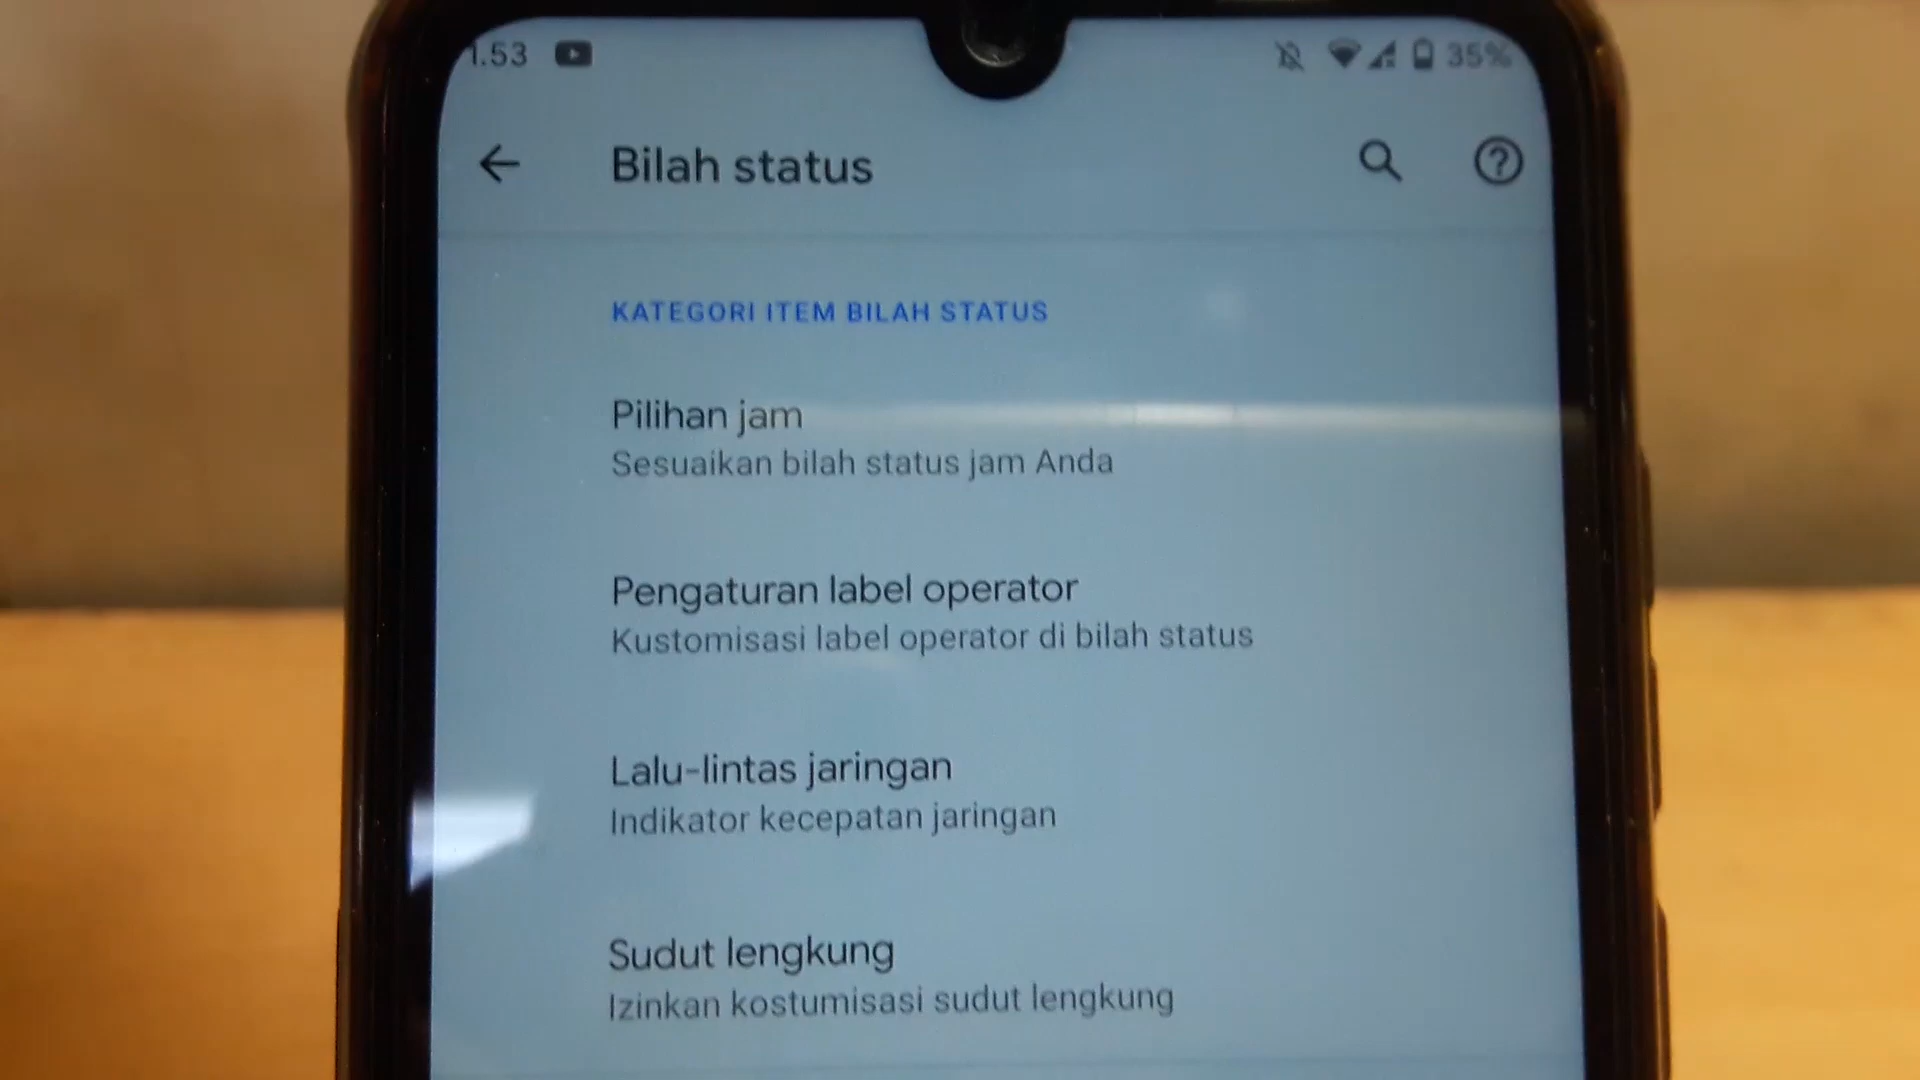 1.53
35%
Bilah status
KATEGORI ITEM BILAH STATUS
Pilihan jam
Sesuaikan bilah status jam Anda
Pengaturan label operator
Kustomisasi label operator di bilah status
Lalu-lintas jaringan
Indikator kecepatan jaringan
Sudut lengkung
Izinkan kostumisasi sudut lengkung